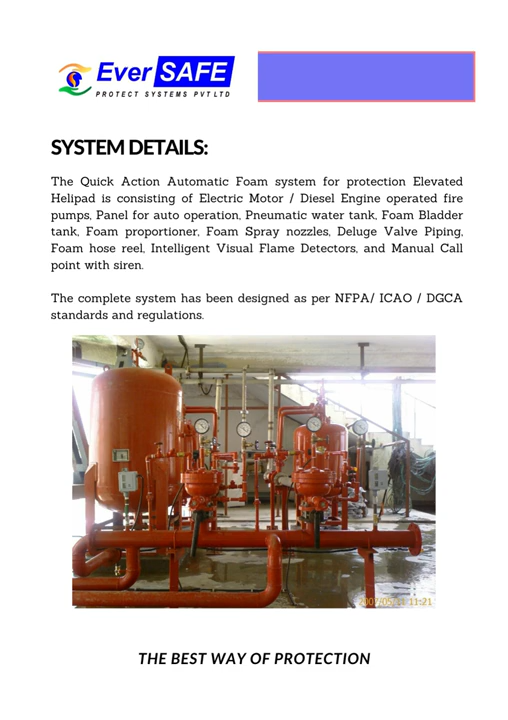 Ever SAFE
PROTECT SYSTEMS PVT LTD
SYSTEM DETAILS:
The Quick Action Automatic Foam system for protection Elevated
Helipad is consisting of Electric Motor / Diesel Engine operated fire
pumps, Panel for auto operation, Pneumatic water tank, Foam Bladder
tank, Foam proportioner, Foam Spray nozzles, Deluge Valve Piping,
Foam hose reel, Intelligent Visual Flame Detectors, and Manual Call
point with siren.
The complete system has been designed as per NFPA/ ICAO / DGCA
standards and regulations.
11:21
THE BEST WAY OF PROTECTION